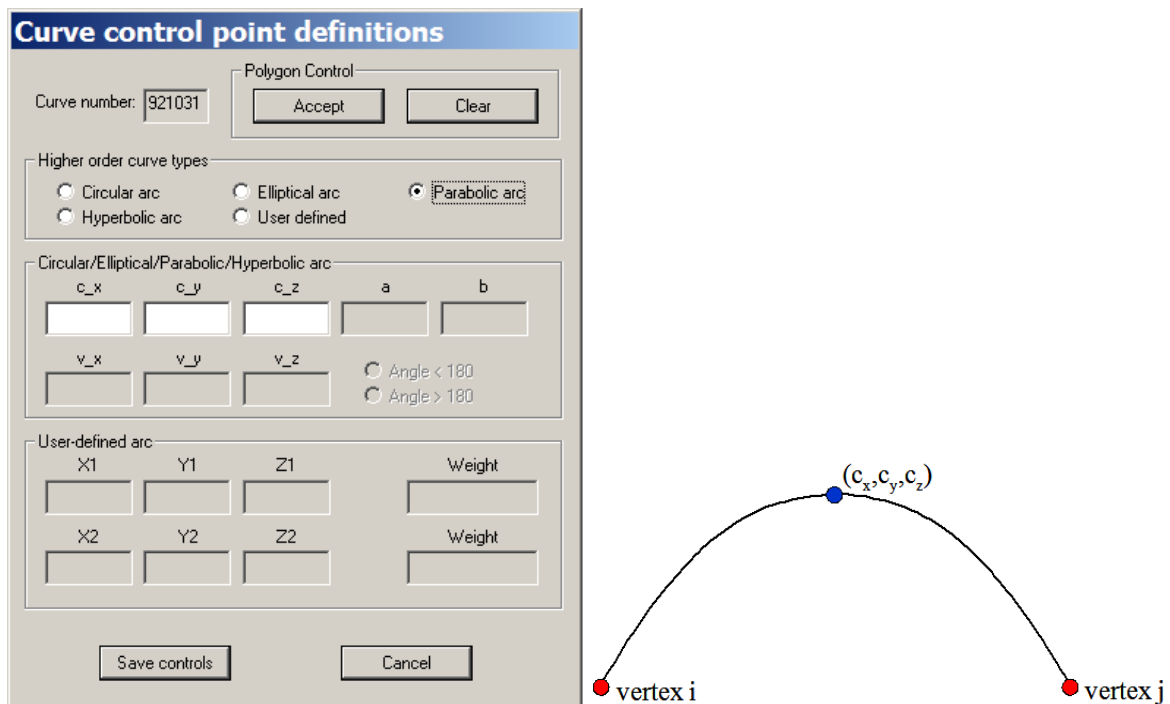 Curve control point definitions
Polygon Control
Curve number: 921031 Accept Clear
Higher order curve types
Circular arc Elliptical arc Parabolic arc
Hyperbolic arc User defined
Circular/Elliptical/Parabolic/Hyperbolic arc
c_x c_y c_z a b
v_x v_y v_z
Angle < 180
Angle > 180
User-defined arc
X1 Y1 Z1 Weight
X2 Y2 Z2 Weight
Save controls Cancel
(cx,cy,cz)
vertex i vertex j